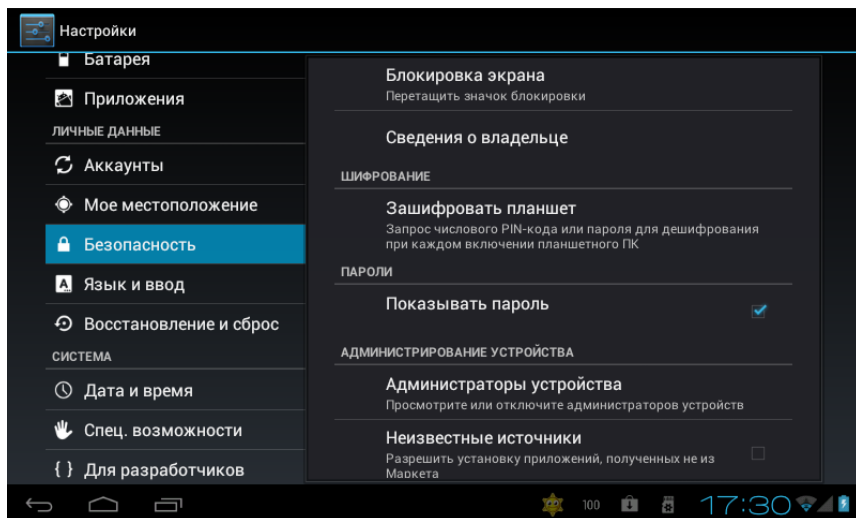 Настройки
Батарея
Приложения
ЛИЧНЫЕ ДАННЫЕ
Аккаунты
Мое местоположение
Безопасность
Язык и ввод
Восстановление и сброс
СИСТЕМА
Дата и время
Спец. возможности
Для разработчиков
Блокировка экрана
Перетащить значок блокировки
Сведения о владельце
ШИФРОВАНИЕ
Зашифровать планшет
Запрос числового PIN-кода или пароля для дешифрования
при каждом включении планшетного ПК
ПАРОЛИ
Показывать пароль
АДМИНИСТРИРОВАНИЕ УСТРОЙСТВА
Администраторы устройства
Просмотрите или отключите администраторов устройств
Неизвестные источники
Разрешить установку приложений, полученных не из
Маркета
100
17:30